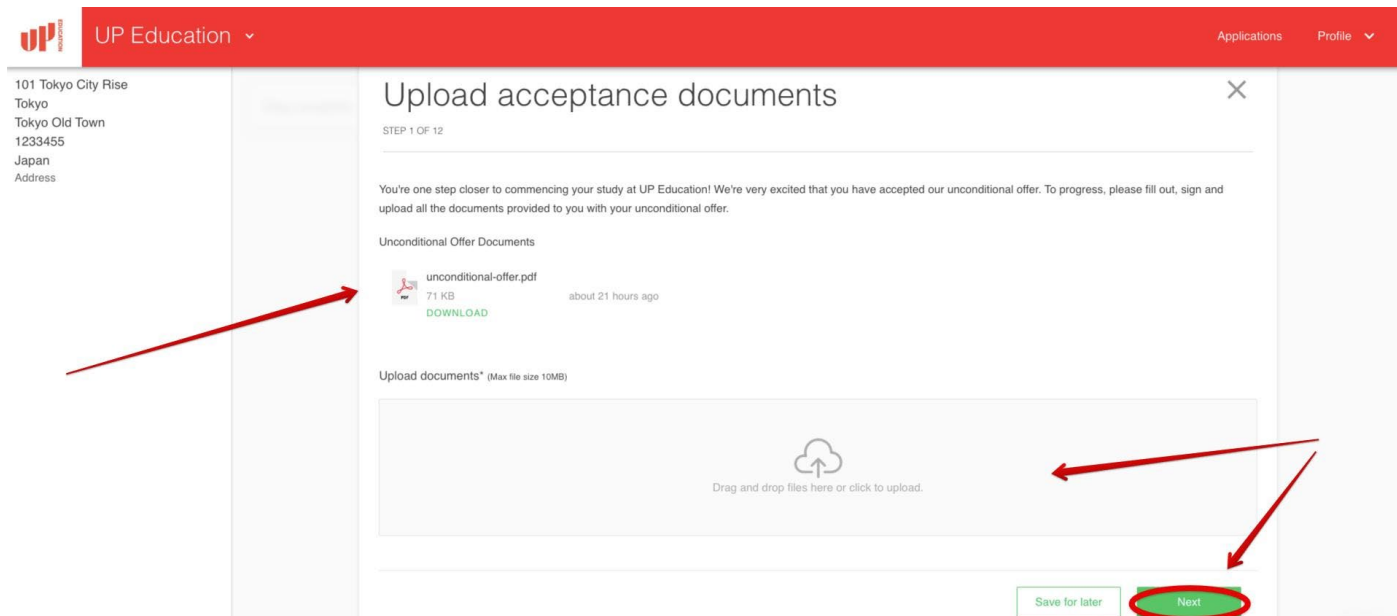 UP EDUCATION
UP Education
Applications
Profile
101 Tokyo City Rise
Tokyo
Tokyo Old Town
1233455
Japan
Address
Upload acceptance documents
STEP 1 OF 12
You're one step closer to commencing your study at UP Education! We're very excited that you have accepted our unconditional offer. To progress, please fill out, sign and
upload all the documents provided to you with your unconditional offer.
Unconditional Offer Documents
unconditional-offer.pdf
PDF
71 KB about 21 hours ago
DOWNLOAD
Upload documents* (Max file size 10MB)
Drag and drop files here or click to upload.
Save for later
Next